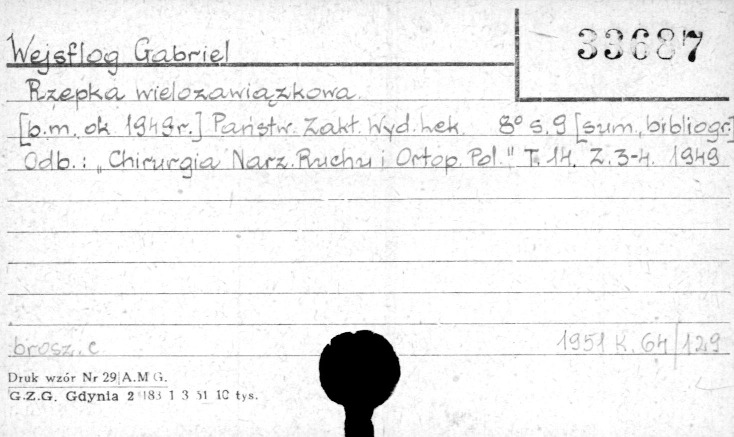 Wejsflog Gabriel
33687
Rzepka wielozawiązkowa.
[b.m, ok 1949r.] Państw. Zakt. Wyd. Lek. 8° s. 9 [sum., bibliogr.]
Odb.: „Chirurgia Narz. Ruchu i Ortop. Pol." T. 14. Z. 3-4. 1949
brosz. c
1951 K. 64/129
Druk wzór Nr 29 A.M G.
G.Z.G. Gdynia 2 183 1 3 51 10 tys.